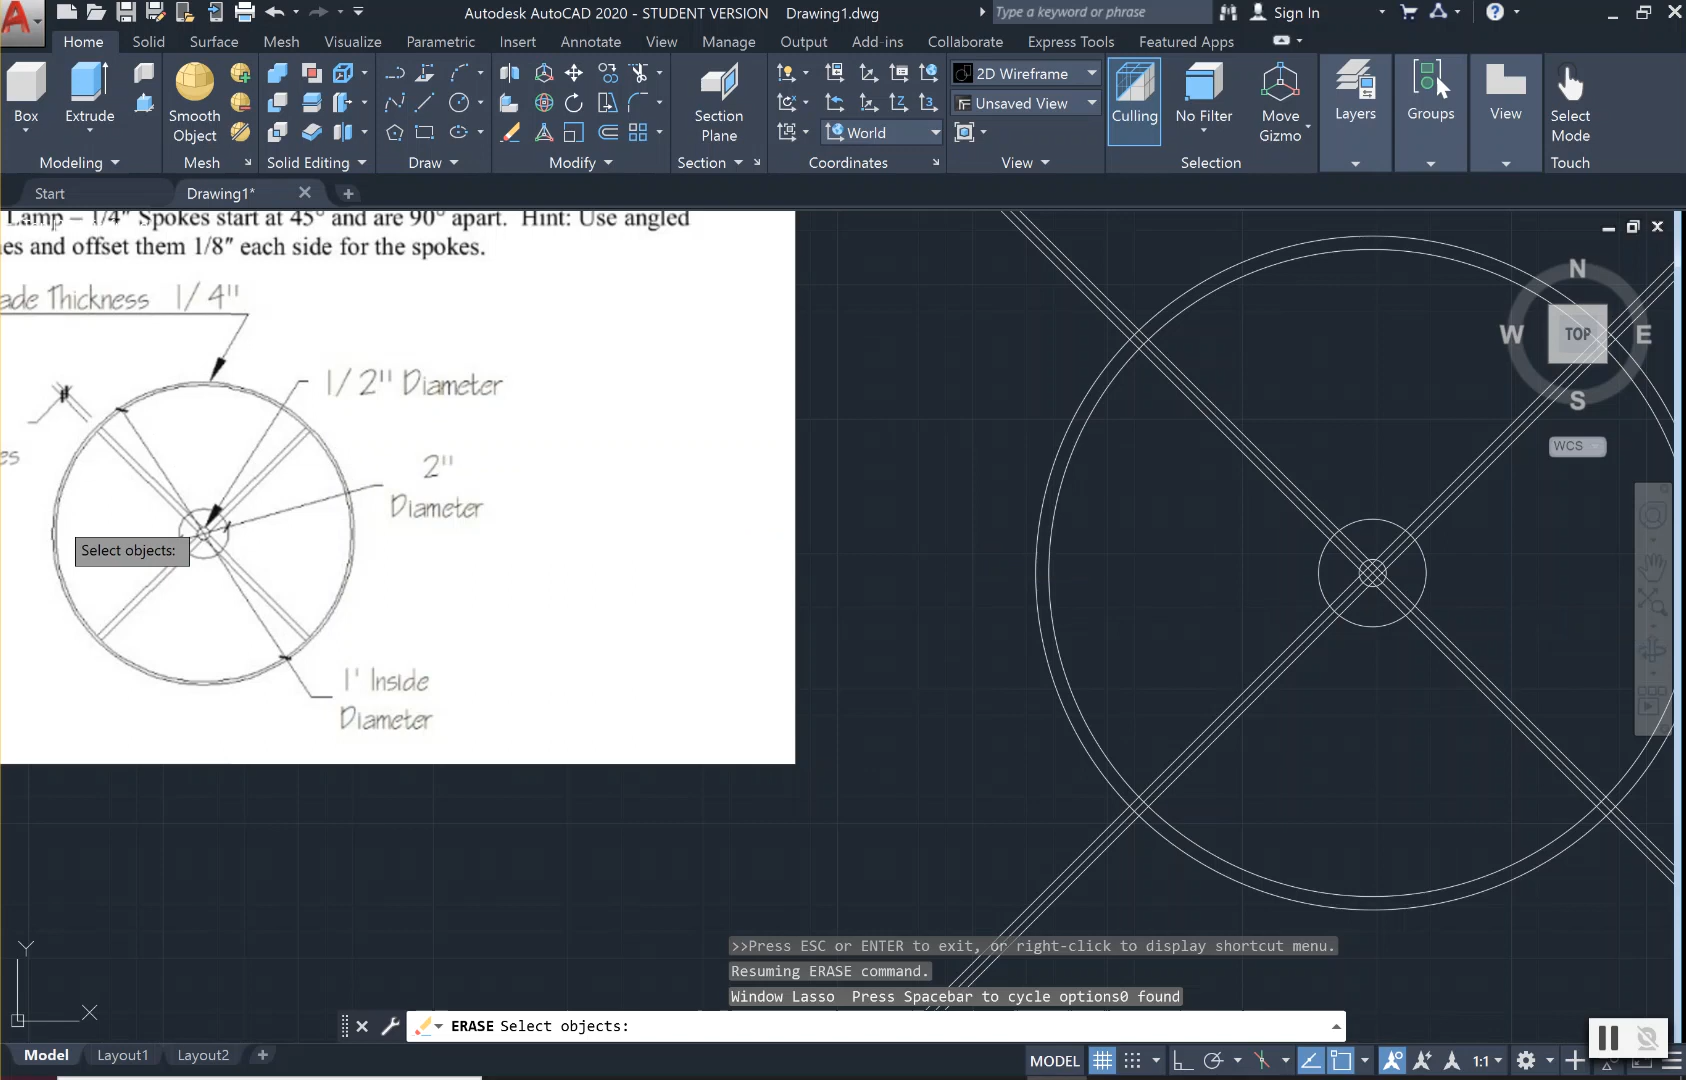 Autodesk AutoCAD 2020 - STUDENT VERSION Drawing1.dwg
Type a keyword or phrase
Sign In
Home Solid Surface Mesh Visualize Parametric Insert Annotate View Manage Output Add-ins Collaborate Express Tools Featured Apps
Box
Extrude
Smooth
Object
Section
Plane
World
2D Wireframe
Unsaved View
Culling
No Filter
Move
Gizmo
Layers
Groups
View
Select
Mode
Modeling
Mesh
Solid Editing
Draw
Modify
Section
Coordinates
View
Selection
Touch
Start
Drawing1*
Lamp – 1/4" Spokes start at 45° and are 90° apart. Hint: Use angled
es and offset them 1/8" each side for the spokes.
ade Thickness 1/4"
1/2" Diameter
2"
Diameter
es
Select objects:
1' Inside
Diameter
N
W
TOP
E
S
WCS
Y
X
>>Press ESC or ENTER to exit, or right-click to display shortcut menu.
Resuming ERASE command.
Window Lasso Press Spacebar to cycle options0 found
ERASE Select objects:
Model Layout1 Layout2
MODEL
1:1